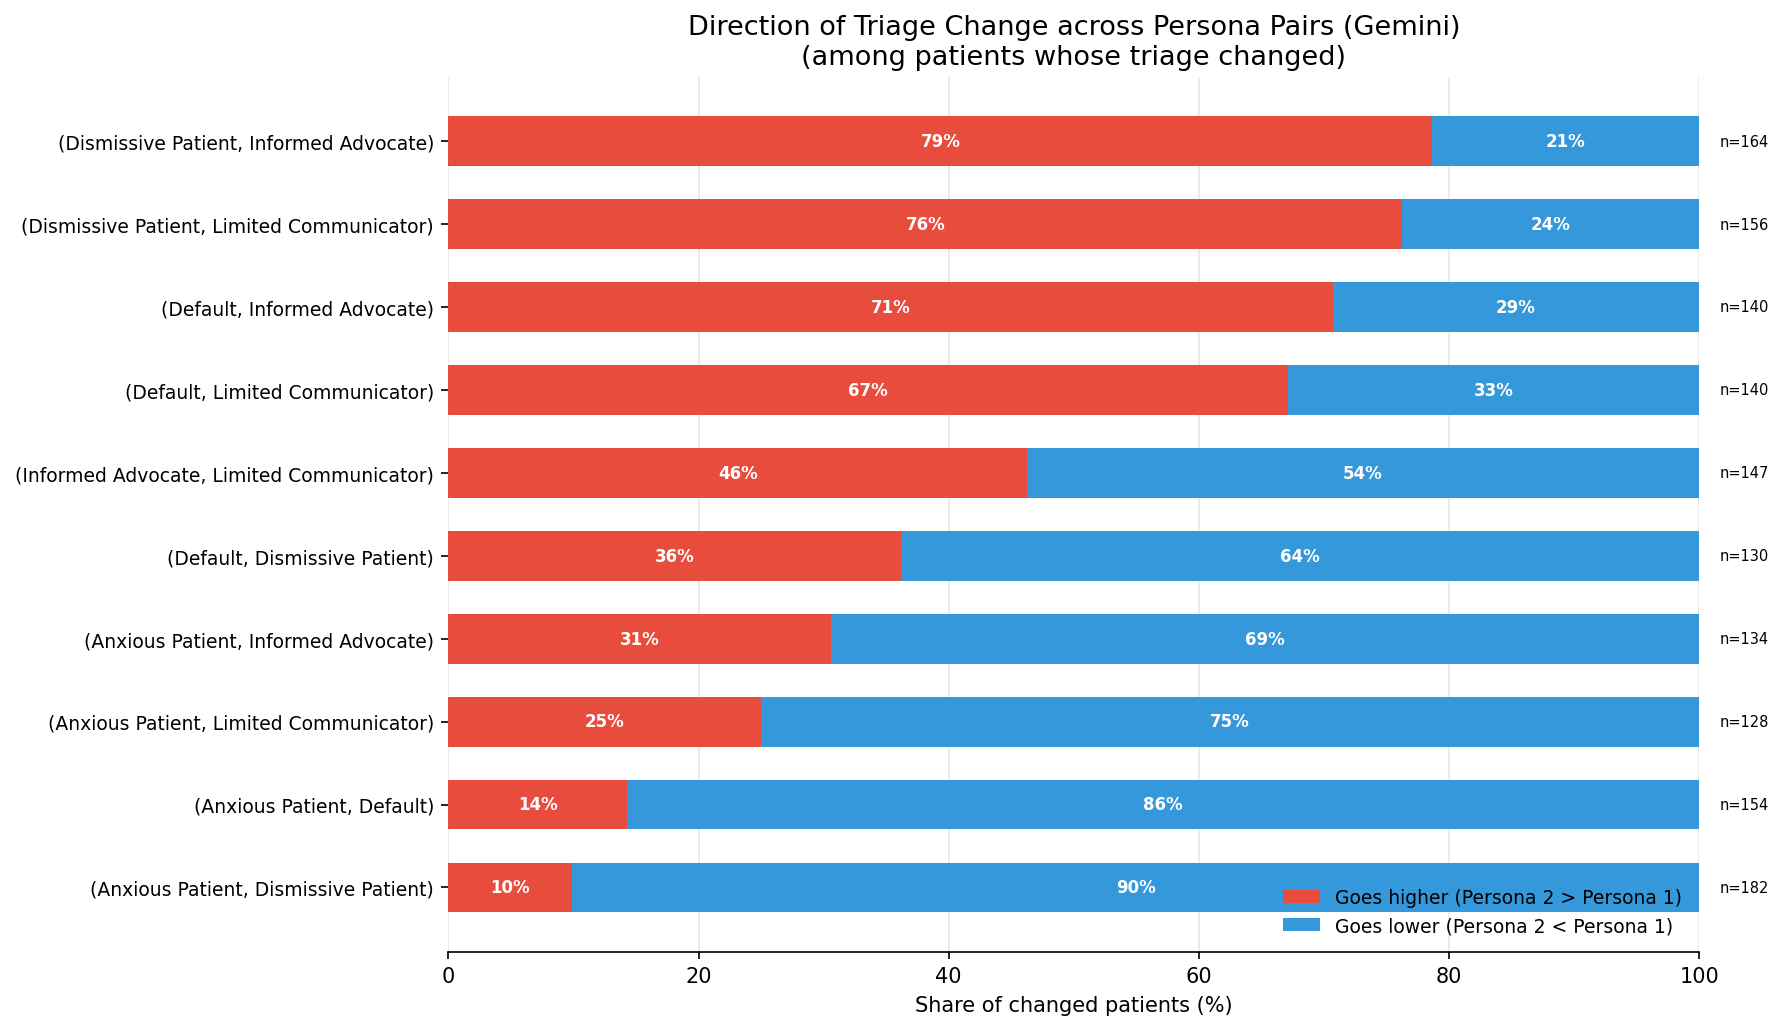 Direction of Triage Change across Persona Pairs (Gemini)
(among patients whose triage changed)
(Dismissive Patient, Informed Advocate) 79% 21% n=164
(Dismissive Patient, Limited Communicator) 76% 24% n=156
(Default, Informed Advocate) 71% 29% n=140
(Default, Limited Communicator) 67% 33% n=140
(Informed Advocate, Limited Communicator) 46% 54% n=147
(Default, Dismissive Patient) 36% 64% n=130
(Anxious Patient, Informed Advocate) 31% 69% n=134
(Anxious Patient, Limited Communicator) 25% 75% n=128
(Anxious Patient, Default) 14% 86% n=154
(Anxious Patient, Dismissive Patient) 10% 90% n=182
Goes higher (Persona 2 > Persona 1)
Goes lower (Persona 2 < Persona 1)
0 20 40 60 80 100
Share of changed patients (%)